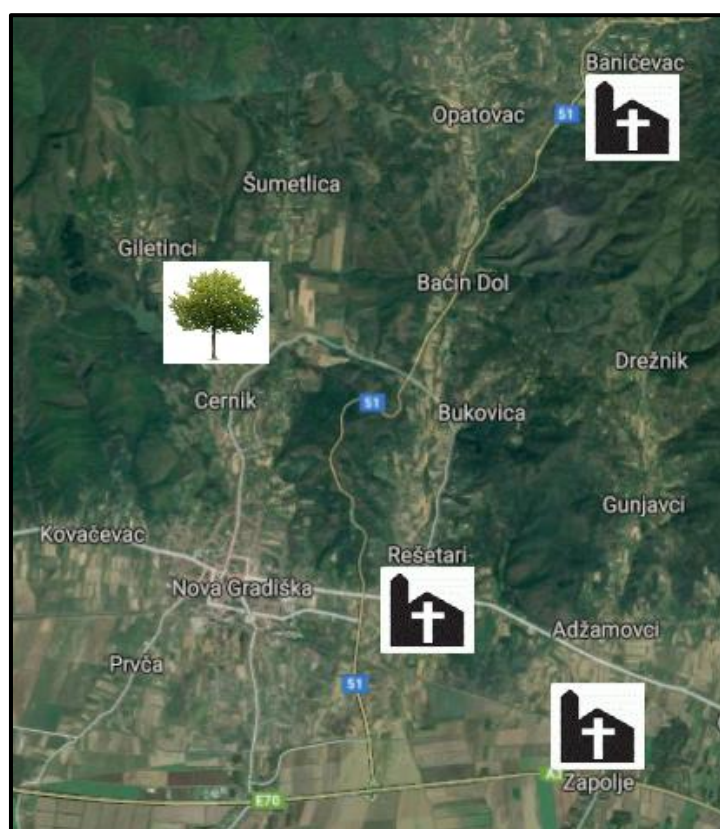 Banićevac
Opatovac
51
Šumetlica
Giletinci
Baćin Dol
Drežnik
Cernik
51
Bukovica
Gunjavci
Kovačevac
Rešetari
Nova Gradiška
Adžamovci
Prvča
51
Zapolje
E70